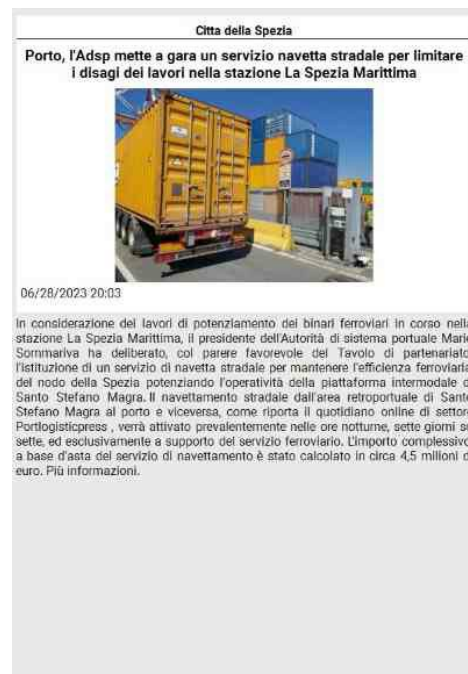 Citta della Spezia
Porto, l'Adsp mette a gara un servizio navetta stradale per limitare
i disagi dei lavori nella stazione La Spezia Marittima
06/28/2023 20:03
In considerazione dei lavori di potenziamento dei binari ferroviari in corso nella
stazione La Spezia Marittima, il presidente dell'Autorità di sistema portuale Mario
Sommariva ha deliberato, col parere favorevole del Tavolo di partenariato,
l'istituzione di un servizio di navetta stradale per mantenere l'efficienza ferroviaria
del nodo della Spezia potenziando l'operatività della piattaforma intermodale di
Santo Stefano Magra. Il navettamento stradale dall'area retroportuale di Santo
Stefano Magra al porto e viceversa, come riporta il quotidiano online di settore
Portlogisticpress , verrà attivato prevalentemente nelle ore notturne, sette giorni su
sette, ed esclusivamente a supporto del servizio ferroviario. L'importo complessivo
a base d'asta del servizio di navettamento è stato calcolato in circa 4,5 milioni di
euro. Più informazioni.